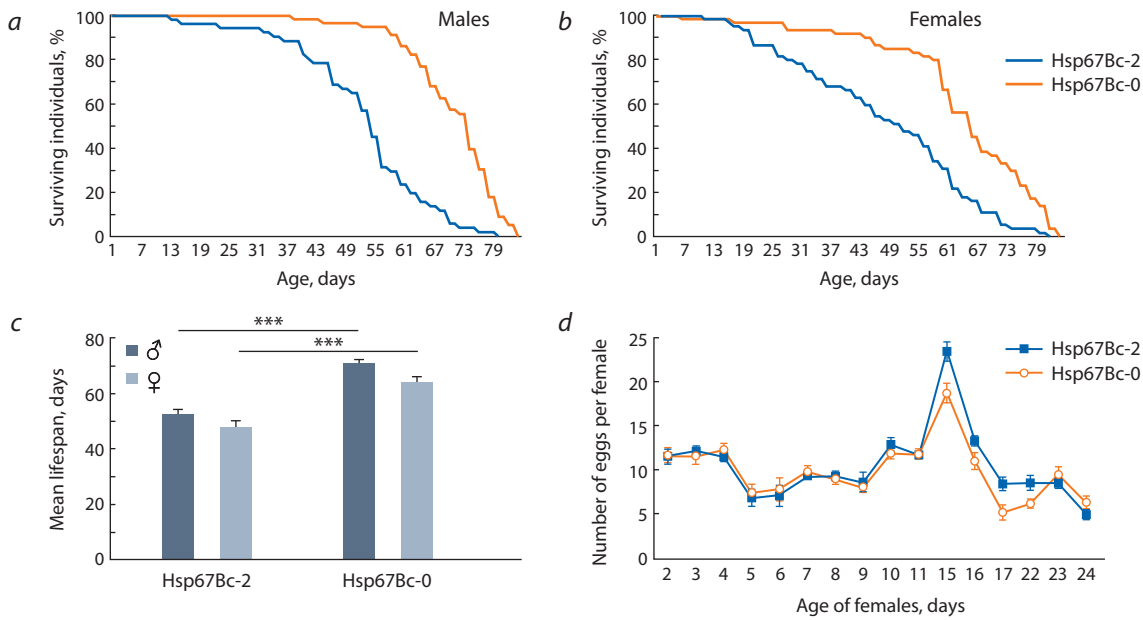 a
Males
100
80
60
40
20
0
Surviving individuals, %
1 7 13 19 25 31 37 43 49 55 61 67 73 79
Age, days
b
Females
100
80
60
40
20
0
Surviving individuals, %
1 7 13 19 25 31 37 43 49 55 61 67 73 79
Age, days
Hsp67Bc-2
Hsp67Bc-0
c
80
60
40
20
0
Mean lifespan, days
♂
♀
***
***
Hsp67Bc-2 Hsp67Bc-0
d
25
20
15
10
5
0
Number of eggs per female
2 3 4 5 6 7 8 9 10 11 15 16 17 22 23 24
Age of females, days
Hsp67Bc-2
Hsp67Bc-0